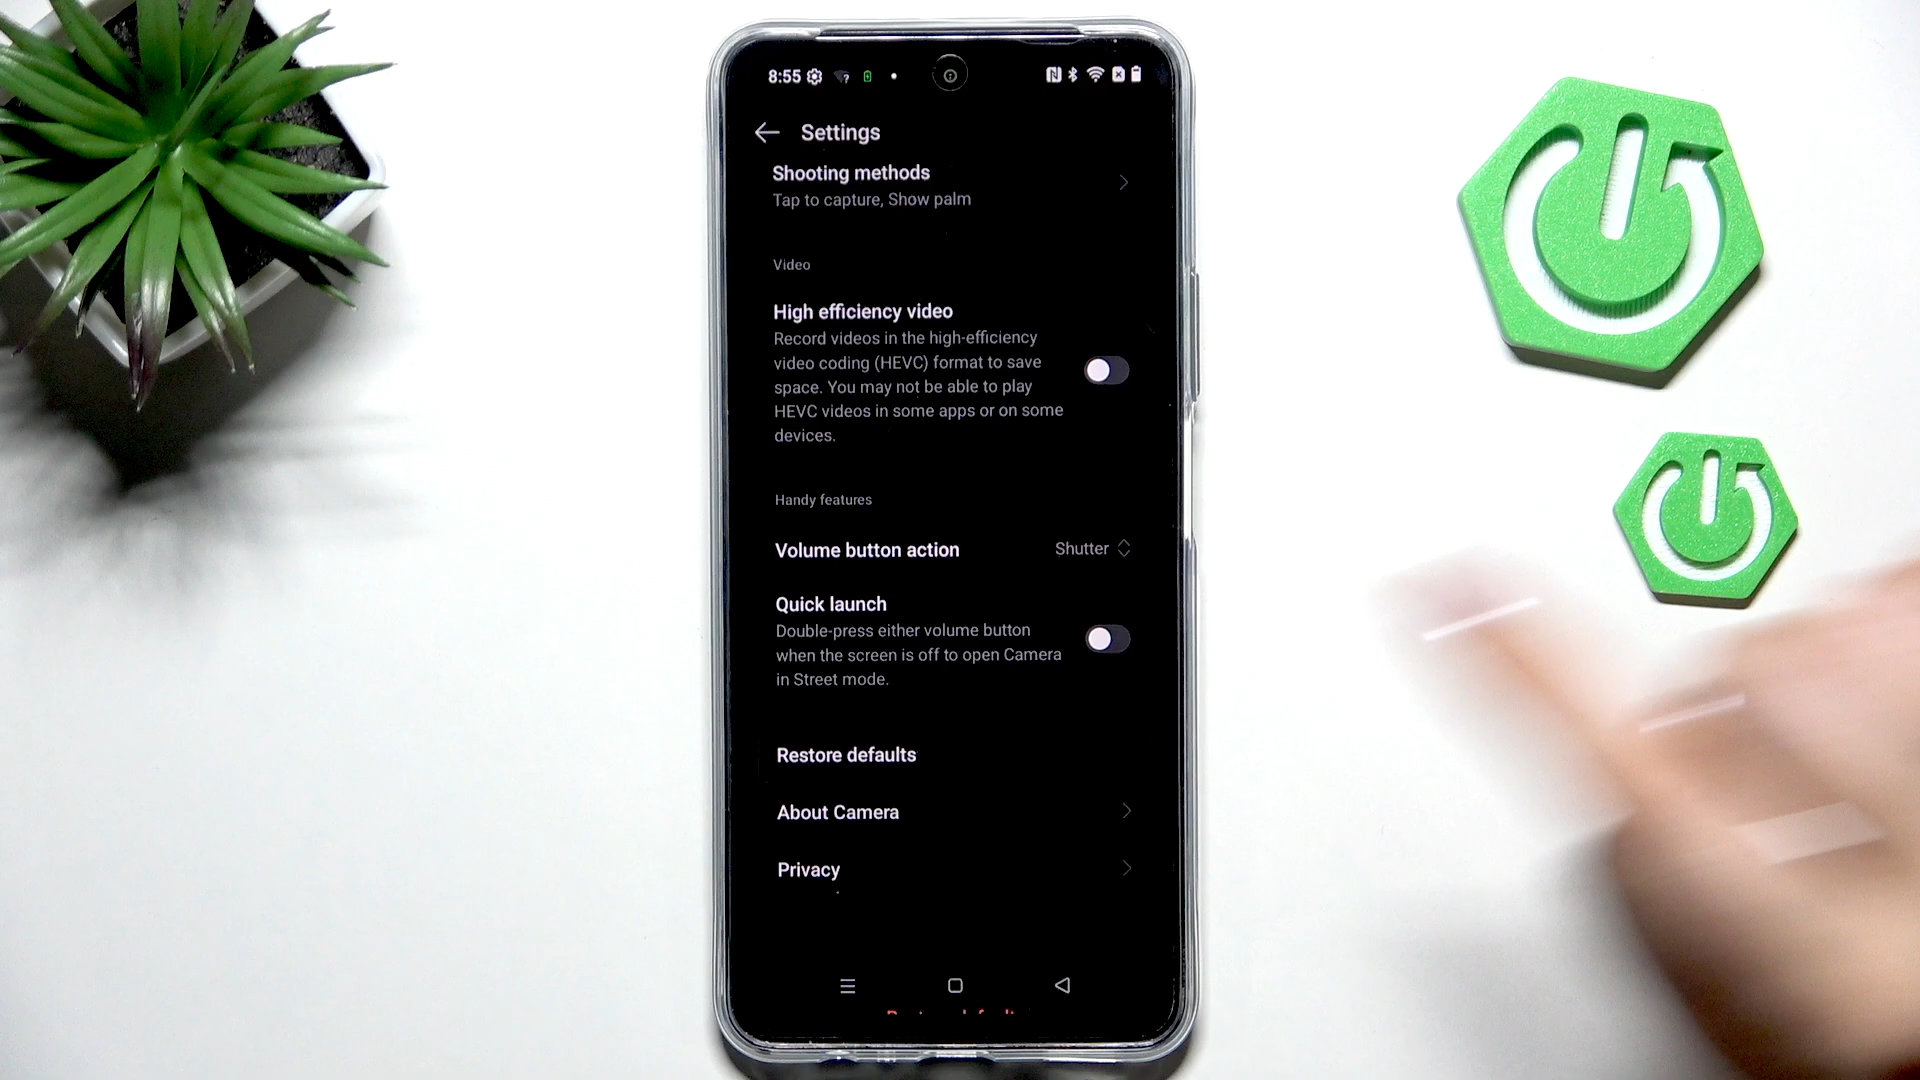 8:55
Settings
Shooting methods
Tap to capture, Show palm
Video
High efficiency video
Record videos in the high-efficiency
video coding (HEVC) format to save
space. You may not be able to play
HEVC videos in some apps or on some
devices.
Handy features
Volume button action
Shutter
Quick launch
Double-press either volume button
when the screen is off to open Camera
in Street mode.
Restore defaults
About Camera
Privacy